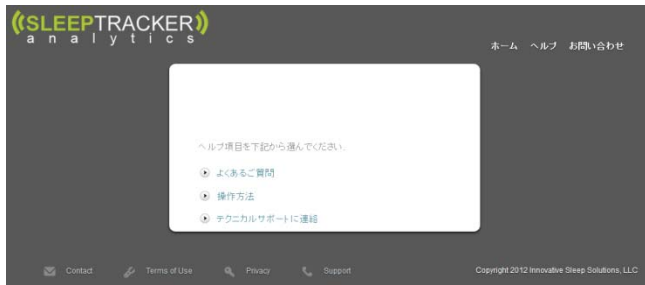 ((SLEEPTRACKER))
analytics
ホーム ヘルプ お問い合わせ
ヘルプ項目を下記から選んでください.
よくあるご質問
操作方法
テクニカルサポートに連絡
Contact Terms of Use Privacy Support Copyright 2012 Innovative Sleep Solutions, LLC